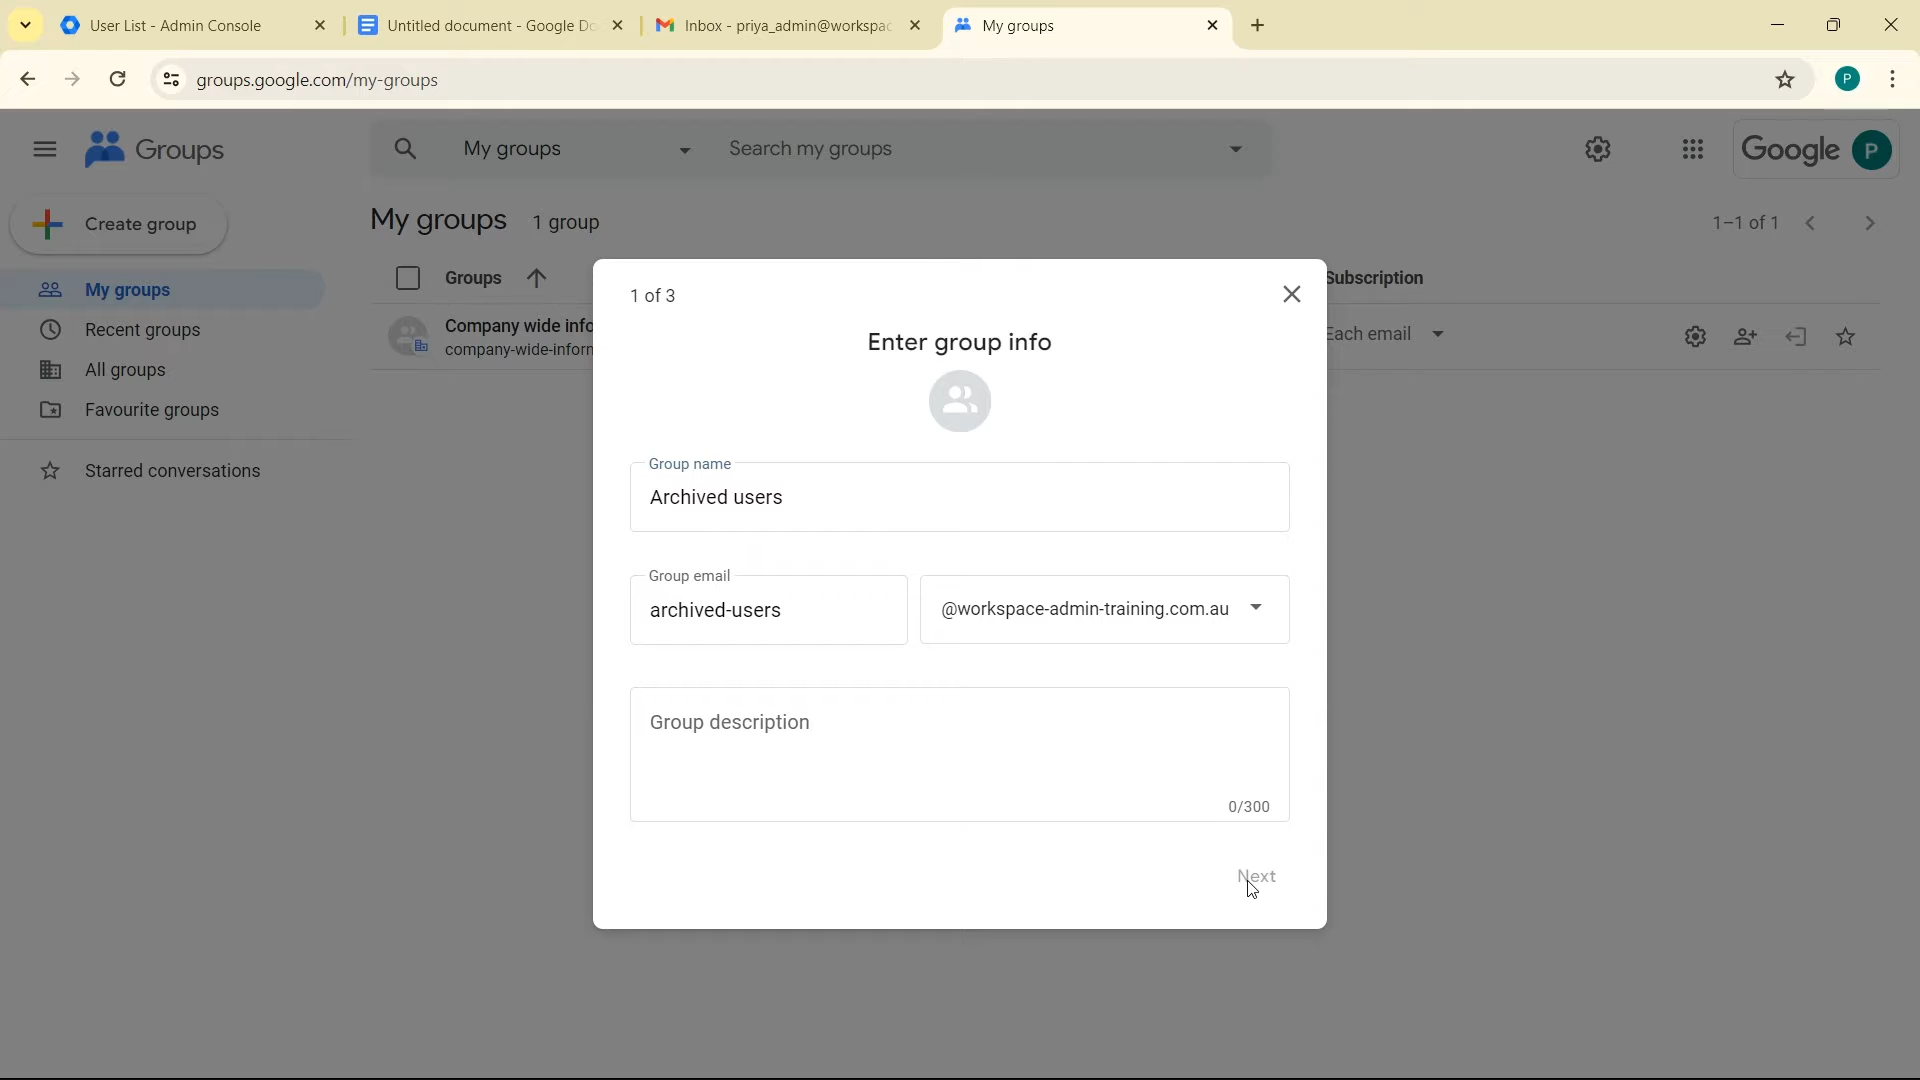 User List - Admin Console
Untitled document - Google Do
Inbox - priya_admin@workspac
My groups
groups.google.com/my-groups
P
Groups
My groups
Search my groups
Google
P
Create group
My groups 1 group
1–1 of 1
My groups
Recent groups
All groups
Favourite groups
Starred conversations
Groups
Subscription
Company wide info
company-wide-inform
Each email
1 of 3
Enter group info
Group name
Archived users
Group email
archived-users
@workspace-admin-training.com.au
Group description
0/300
Next